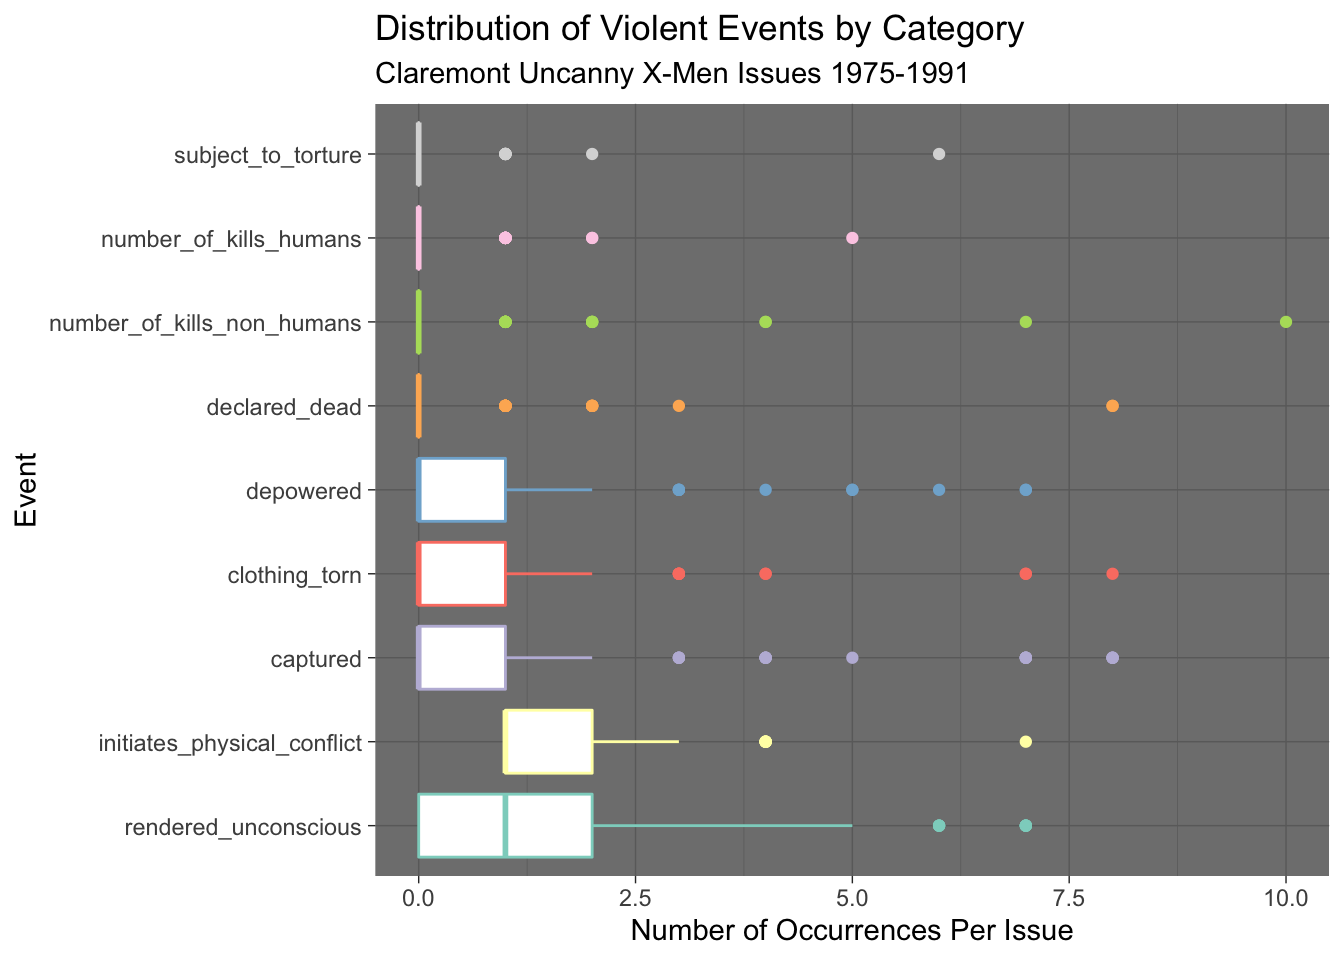 Distribution of Violent Events by Category
Claremont Uncanny X-Men Issues 1975-1991
subject_to_torture
number_of_kills_humans
number_of_kills_non_humans
declared_dead
depowered
clothing_torn
captured
initiates_physical_conflict
rendered_unconscious
Event
0.0 2.5 5.0 7.5 10.0
Number of Occurrences Per Issue